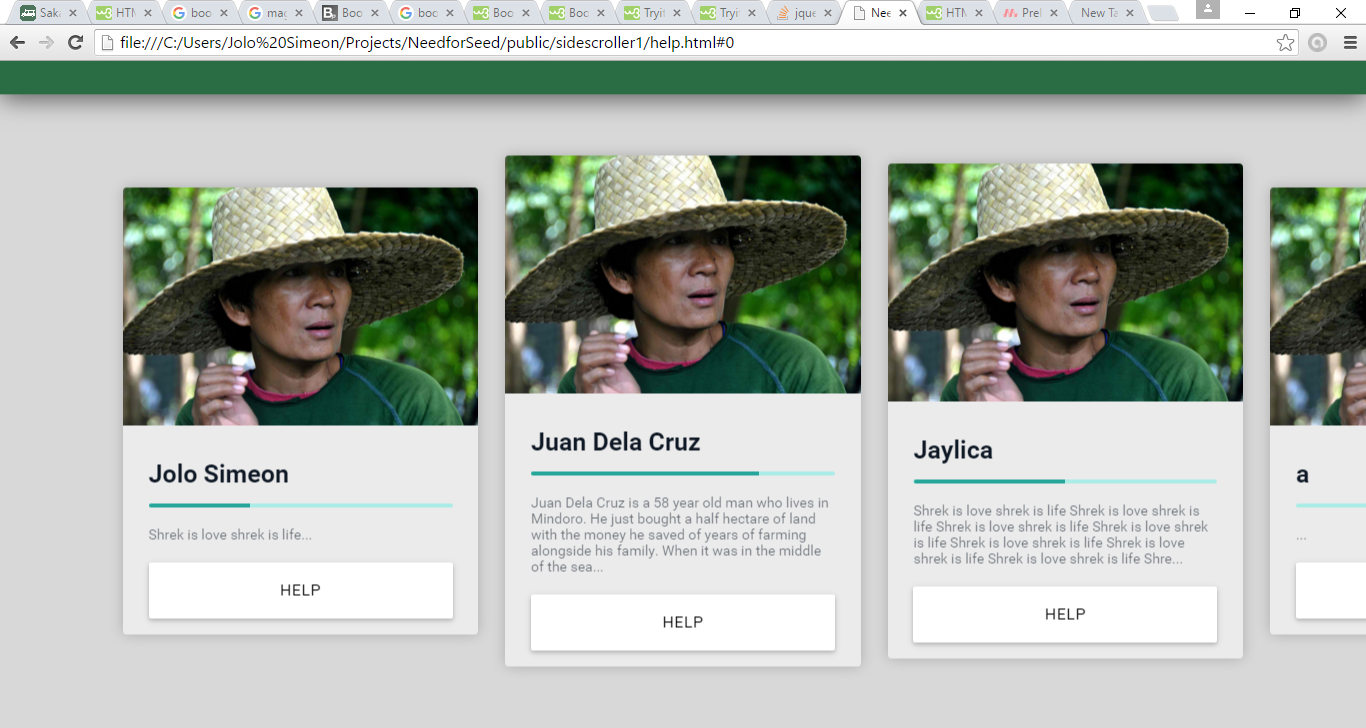 Saka
HTM
boo
mag
Boo
boo
Boo
Boo
Tryit
Tryit
jque
Nee
HTM
Prel
New Ta
file:///C:/Users/Jolo%20Simeon/Projects/NeedforSeed/public/sidescroller1/help.html#0
Jolo Simeon
Shrek is love shrek is life...
HELP
Juan Dela Cruz
Juan Dela Cruz is a 58 year old man who lives in
Mindoro. He just bought a half hectare of land
with the money he saved of years of farming
alongside his family. When it was in the middle
of the sea...
HELP
Jaylica
Shrek is love shrek is life Shrek is love shrek is
life Shrek is love shrek is life Shrek is love shrek
is life Shrek is love shrek is life Shrek is love
shrek is life Shrek is love shrek is life Shre...
HELP
a
...